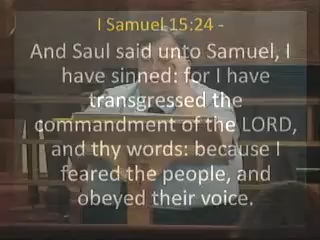 I Samuel 15:24 -
And Saul said unto Samuel, I
have sinned: for I have
transgressed the
commandment of the LORD,
and thy words: because I
feared the people, and
obeyed their voice.